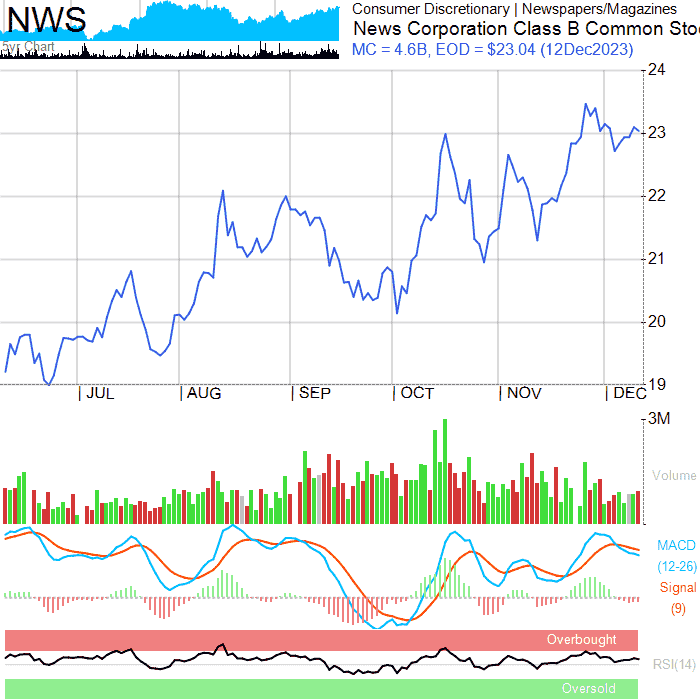 NWS
5yr Chart
Consumer Discretionary | Newspapers/Magazines
News Corporation Class B Common Sto
MC = 4.6B, EOD = $23.04 (12Dec2023)
24
23
22
21
20
19
| JUL | AUG | SEP | OCT | NOV | DEC
3M
Volume
MACD
(12-26)
Signal
(9)
Overbought
RSI(14)
Oversold